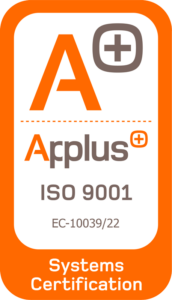 A+
Applus+
ISO 9001
EC-10039/22
Systems
Certification